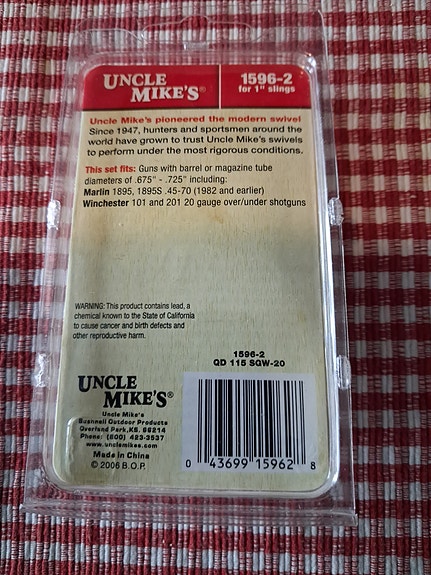 UNCLE MIKE'S®
1596-2
for 1" slings
Uncle Mike's pioneered the modern swivel
Since 1947, hunters and sportsmen around the
world have grown to trust Uncle Mike's swivels
to perform under the most rigorous conditions.
This set fits: Guns with barrel or magazine tube
diameters of .675" - .725" including:
Marlin 1895, 1895S .45-70 (1982 and earlier)
Winchester 101 and 201 20 gauge over/under shotguns
WARNING: This product contains lead, a
chemical known to the State of California
to cause cancer and birth defects and
other reproductive harm.
1596-2
QD 115 SQW-20
UNCLE
MIKE'S®
Uncle Mike's
Bushnell Outdoor Products
Overland Park, KS. 66214
Phone: (800) 423-3537
www.unclemikes.com
Made in China
© 2006 B.O.P.
0 43699 15962 8